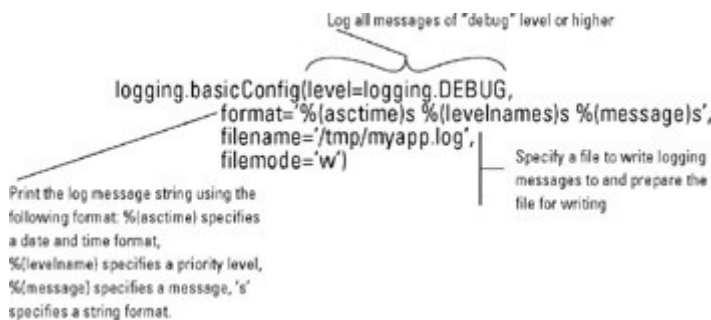 Log all messages of "debug" level or higher
logging.basicConfig(level=logging.DEBUG,
format='%(asctime)s %(levelnames)s %(message)s',
filename='/tmp/myapp.log',
filemode='w')
Specify a file to write logging
messages to and prepare the
file for writing
Print the log message string using the
following format: %(asctime) specifies
a date and time format,
%(levelname) specifies a priority level,
%(message) specifies a message, 's'
specifies a string format.